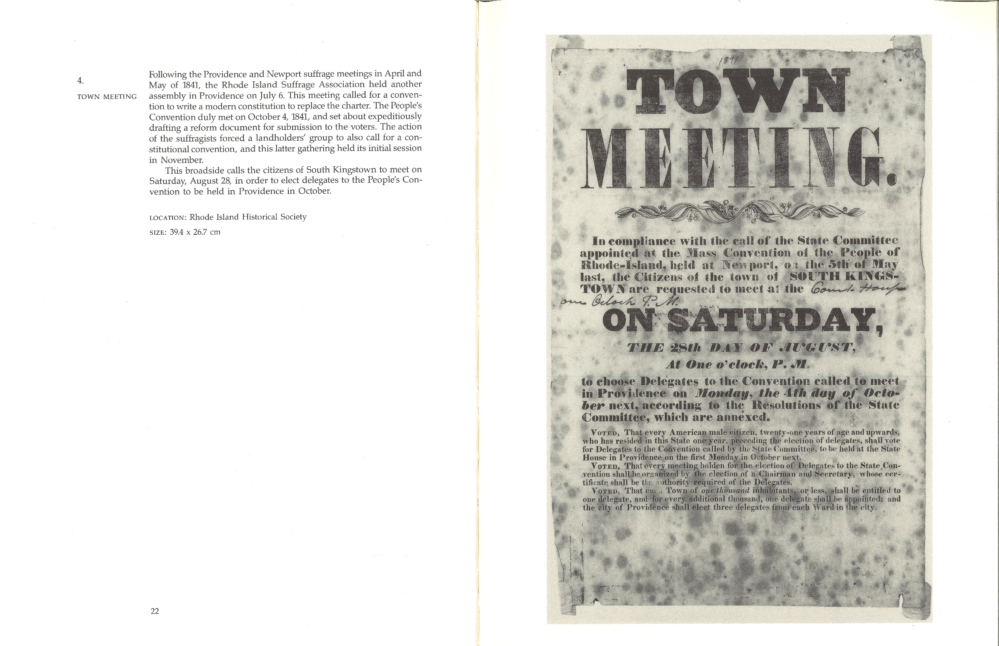 4.
TOWN MEETING
Following the Providence and Newport suffrage meetings in April and
May of 1841, the Rhode Island Suffrage Association held another
assembly in Providence on July 6. This meeting called for a conven-
tion to write a modern constitution to replace the charter. The People's
Convention duly met on October 4, 1841, and set about expeditiously
drafting a reform document for submission to the voters. The action
of the suffragists forced a landholders' group to also call for a con-
stitutional convention, and this latter gathering held its initial session
in November.
This broadside calls the citizens of South Kingstown to meet on
Saturday, August 28, in order to elect delegates to the People's Con-
vention to be held in Providence in October.
LOCATION: Rhode Island Historical Society
SIZE: 39.4 x 26.7 cm
22
1841
TOWN
MEETING.
In compliance with the call of the State Committee
appointed at the Mass Convention of the People of
Rhode-Island, held at Newport, on the 5th of May
last, the Citizens of the town of SOUTH KINGS-
TOWN are requested to meet at the Court House
one Oclock P. M.
ON SATURDAY,
THE 28th DAY OF AUGUST,
At One o'clock, P. M.
to choose Delegates to the Convention called to meet
in Providence on Monday, the 4th day of Octo-
ber next, according to the Resolutions of the State
Committee, which are annexed.
VOTED, That every American male citizen, twenty-one years of age and upwards,
who has resided in this State one year, preceding the election of delegates, shall vote
for Delegates to the Convention called by the State Committee, to be held at the State
House in Providence on the first Monday in October next.
VOTED, That every meeting holden for the election of Delegates to the State Con-
vention shall be organized by the election of a Chairman and Secretary, whose cer-
tificate shall be the authority required of the Delegates.
VOTED, That each Town of one thousand inhabitants, or less, shall be entitled to
one delegate, and for every additional thousand, one delegate shall be appointed; and
the city of Providence shall elect three delegates from each Ward in the city.